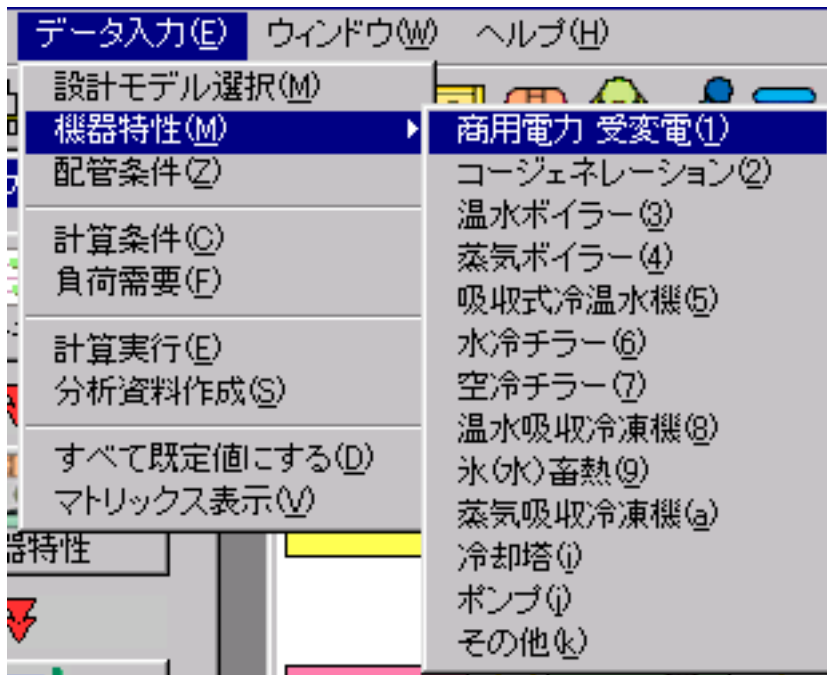 データ入力(E) ウィンドウ(W) ヘルプ(H)
設計モデル選択(M)
機器特性(M)
配管条件(Z)
計算条件(C)
負荷需要(F)
計算実行(E)
分析資料作成(S)
すべて既定値にする(D)
マトリックス表示(V)
商用電力 受変電(1)
コージェネレーション(2)
温水ボイラー(3)
蒸気ボイラー(4)
吸収式冷温水機(5)
水冷チラー(6)
空冷チラー(7)
温水吸収冷凍機(8)
氷(水)畜熱(9)
蒸気吸収冷凍機(a)
冷却塔(i)
ポンプ(j)
その他(k)
器特性